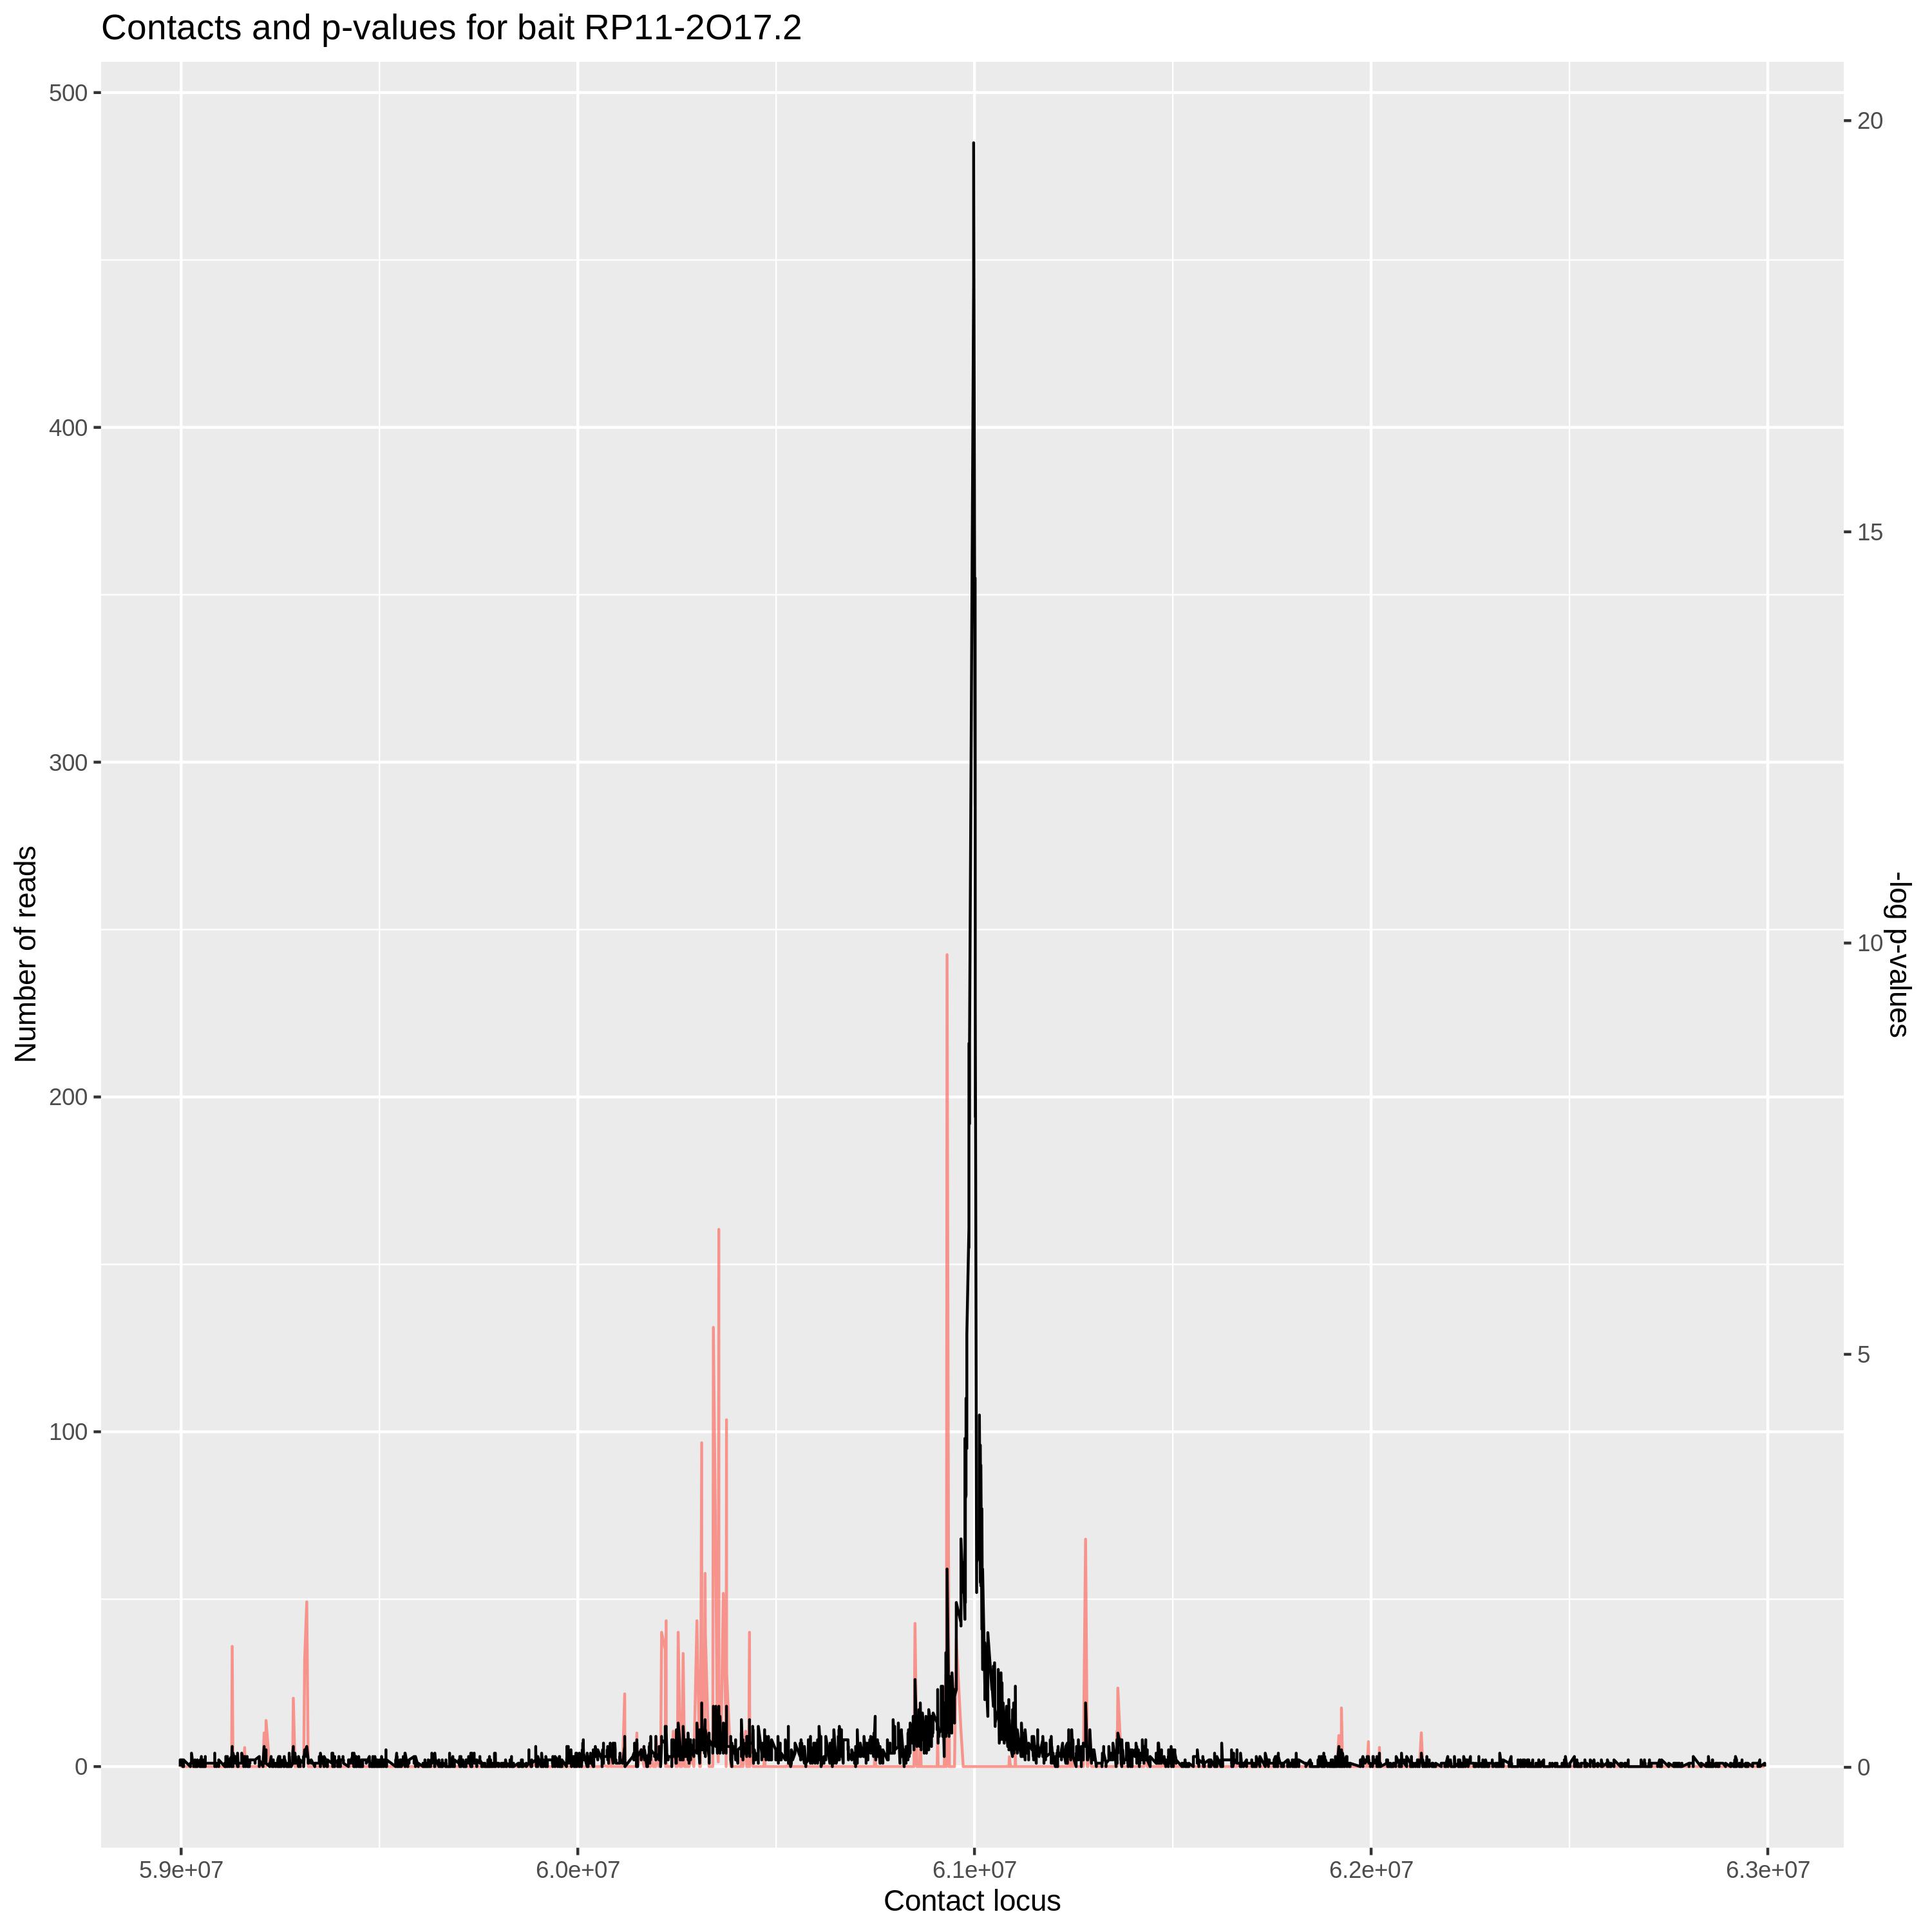 Contacts and p-values for bait RP11-2O17.2
500
400
300
200
100
0
Number of reads
20
15
10
5
0
-log p-values
5.9e+07
6.0e+07
6.1e+07
6.2e+07
6.3e+07
Contact locus